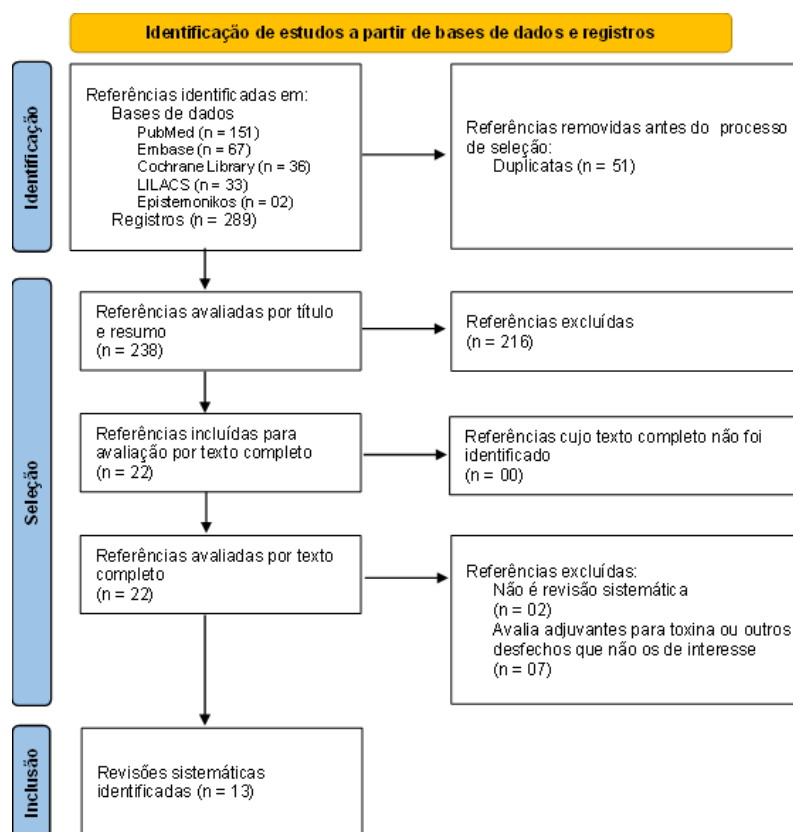 Identificação de estudos a partir de bases de dados e registros
Identificação
Referências identificadas em:
Bases de dados
PubMed (n = 151)
Embase (n = 67)
Cochrane Library (n = 36)
LILACS (n = 33)
Epistemonikos (n = 02)
Registros (n = 289)
Referências removidas antes do processo
de seleção:
Duplicatas (n = 51)
Seleção
Referências avaliadas por título
e resumo
(n = 238)
Referências excluídas
(n = 216)
Referências incluídas para
avaliação por texto completo
(n = 22)
Referências cujo texto completo não foi
identificado
(n = 00)
Referências avaliadas por texto
completo
(n = 22)
Referências excluídas:
Não é revisão sistemática
(n = 02)
Avalia adjuvantes para toxina ou outros
desfechos que não os de interesse
(n = 07)
Inclusão
Revisões sistemáticas
identificadas (n = 13)